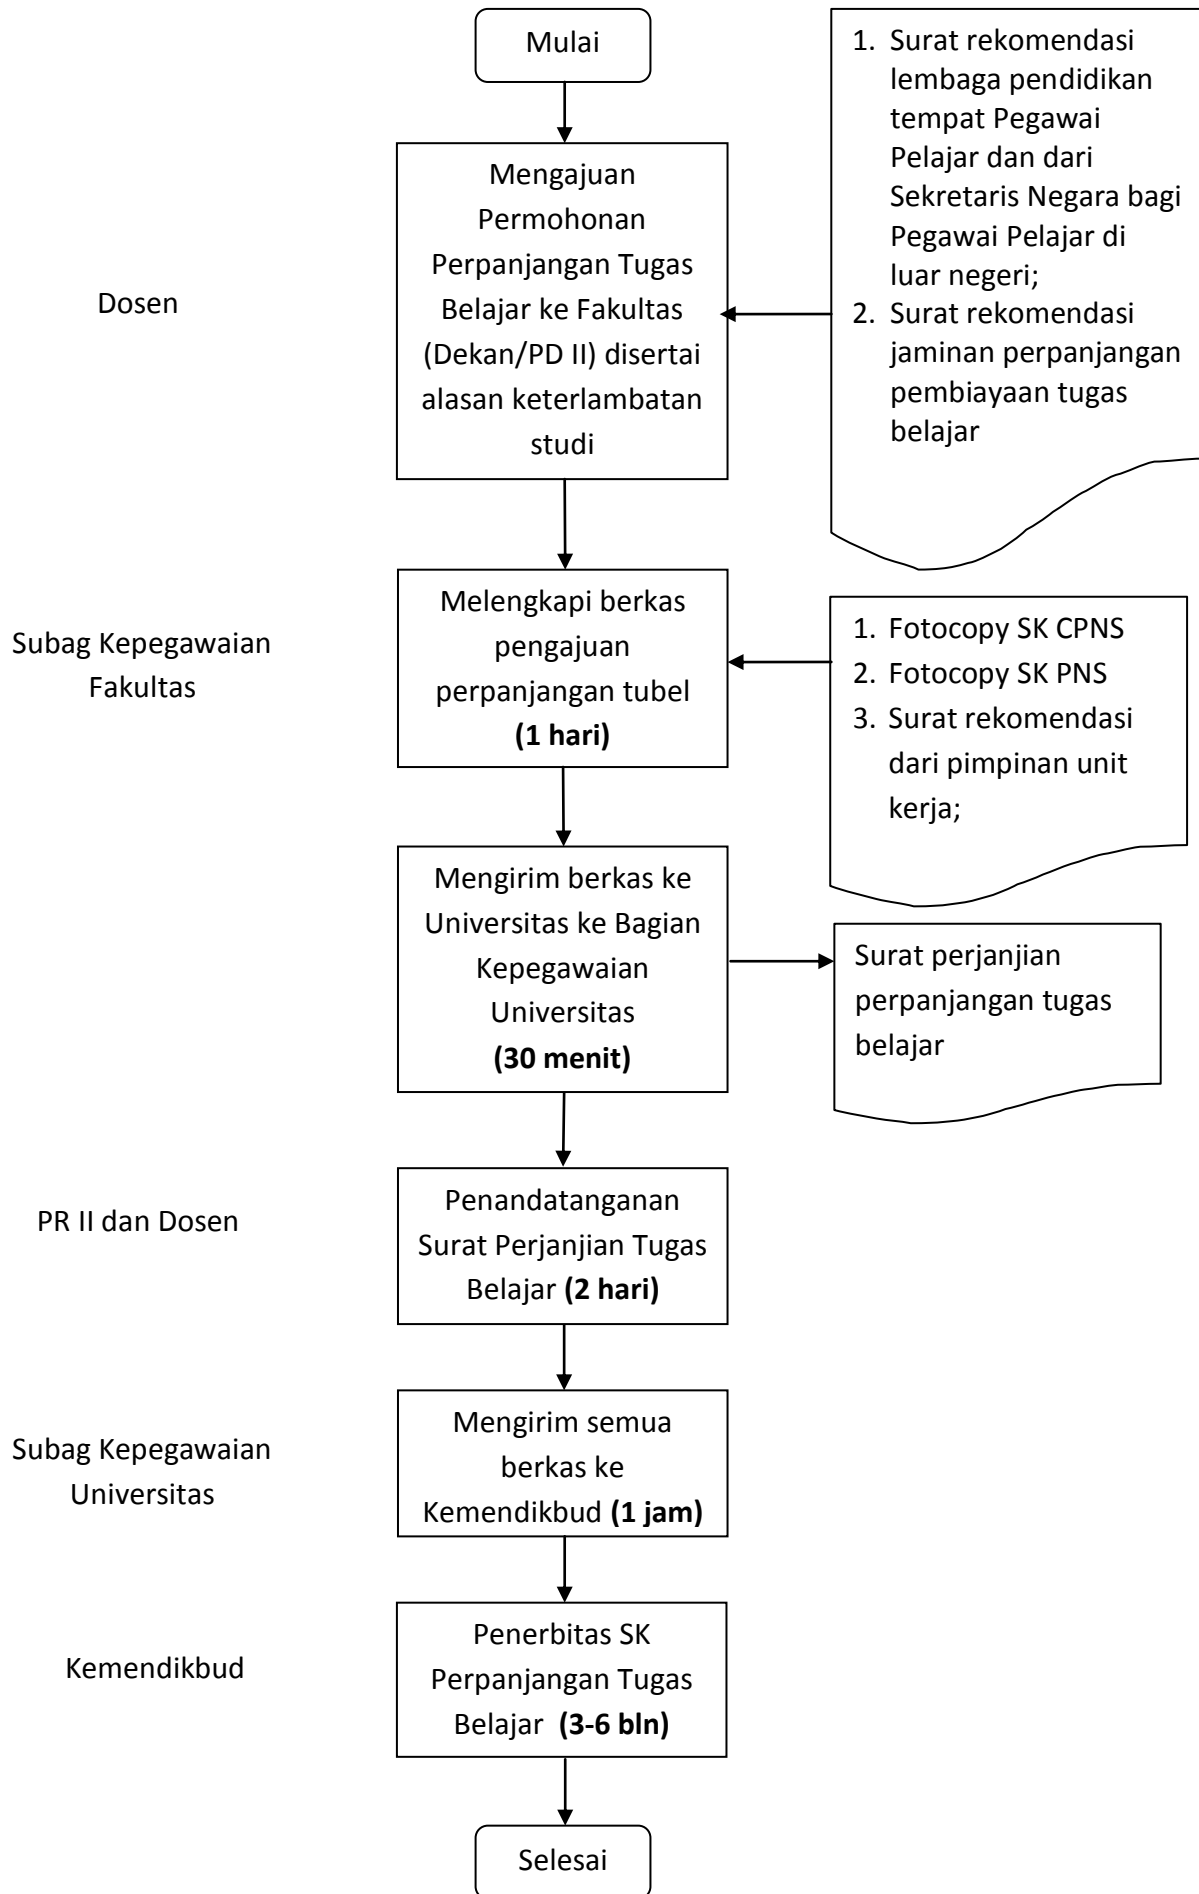 Mulai
1. Surat rekomendasi
lembaga pendidikan
tempat Pegawai
Pelajar dan dari
Sekretaris Negara bagi
Pegawai Pelajar di
luar negeri;
2. Surat rekomendasi
jaminan perpanjangan
pembiayaan tugas
belajar
Dosen
Mengajuan
Permohonan
Perpanjangan Tugas
Belajar ke Fakultas
(Dekan/PD II) disertai
alasan keterlambatan
studi
Subag Kepegawaian
Fakultas
Melengkapi berkas
pengajuan
perpanjangan tubel
(1 hari)
1. Fotocopy SK CPNS
2. Fotocopy SK PNS
3. Surat rekomendasi
dari pimpinan unit
kerja;
Mengirim berkas ke
Universitas ke Bagian
Kepegawaian
Universitas
(30 menit)
Surat perjanjian
perpanjangan tugas
belajar
PR II dan Dosen
Penandatanganan
Surat Perjanjian Tugas
Belajar (2 hari)
Subag Kepegawaian
Universitas
Mengirim semua
berkas ke
Kemendikbud (1 jam)
Kemendikbud
Penerbitas SK
Perpanjangan Tugas
Belajar (3-6 bln)
Selesai